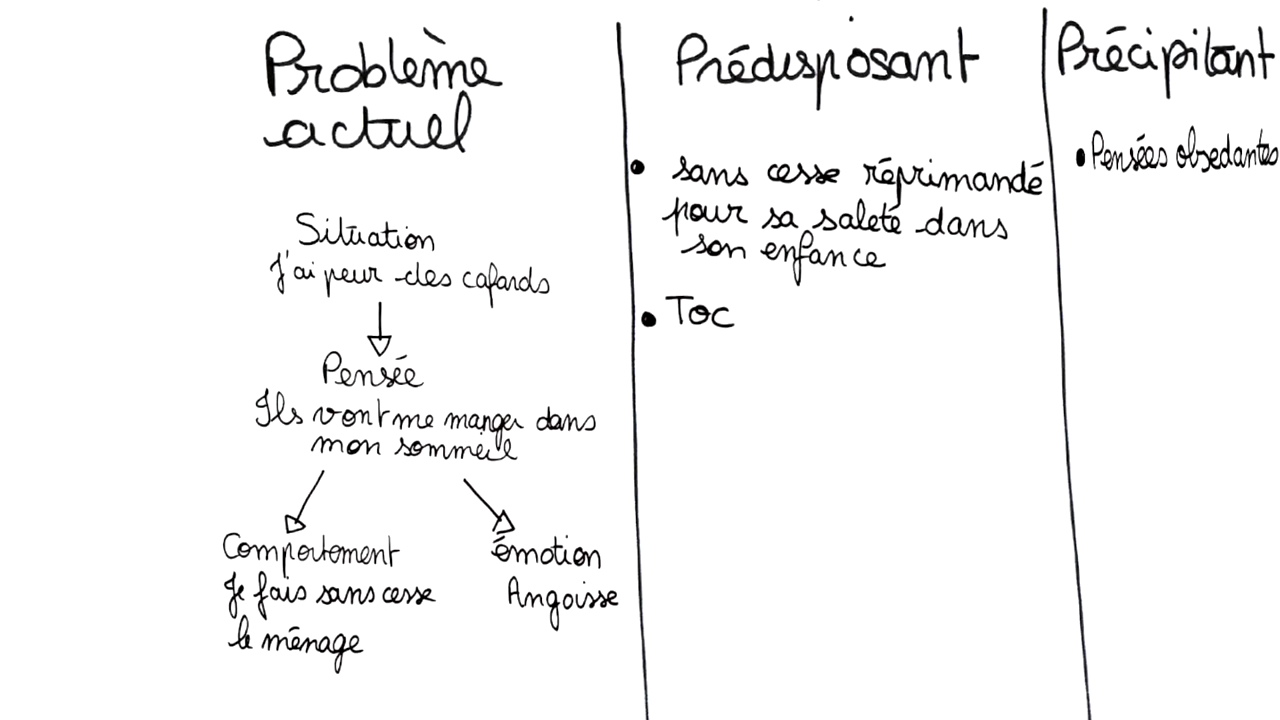 Problème
actuel
Situation
J'ai peur des cafards
Pensée
Ils vont me manger dans
mon sommeil
Comportement
Je fais sans cesse
le ménage
émotion
Angoisse
Prédisposant
• sans cesse réprimandé
pour sa saleté dans
son enfance
• Toc
Précipitant
• Pensées obsedantes